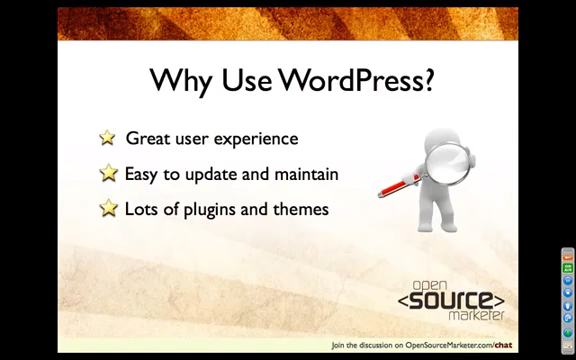 Why Use WordPress?
Great user experience
Easy to update and maintain
Lots of plugins and themes
open
<source>
marketer
Join the discussion on OpenSourceMarketer.com/chat